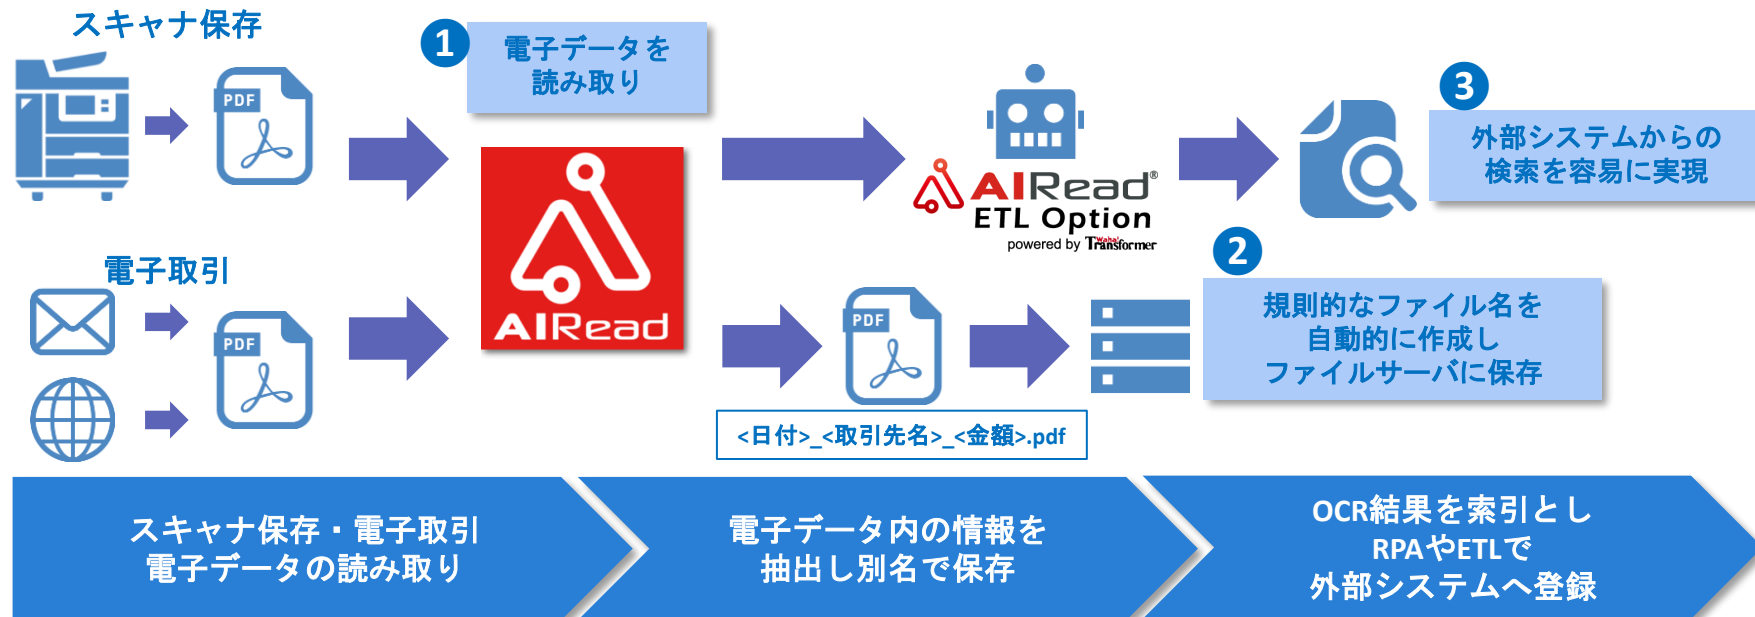 スキャナ保存
PDF
1
電子データを
読み取り
AIRead
AIRead®
ETL Option
powered by Waha! Transformer
3
外部システムからの
検索を容易に実現
電子取引
PDF
PDF
<日付>_<取引先名>_<金額>.pdf
2
規則的なファイル名を
自動的に作成し
ファイルサーバに保存
スキャナ保存・電子取引
電子データの読み取り
電子データ内の情報を
抽出し別名で保存
OCR結果を索引とし
RPAやETLで
外部システムへ登録